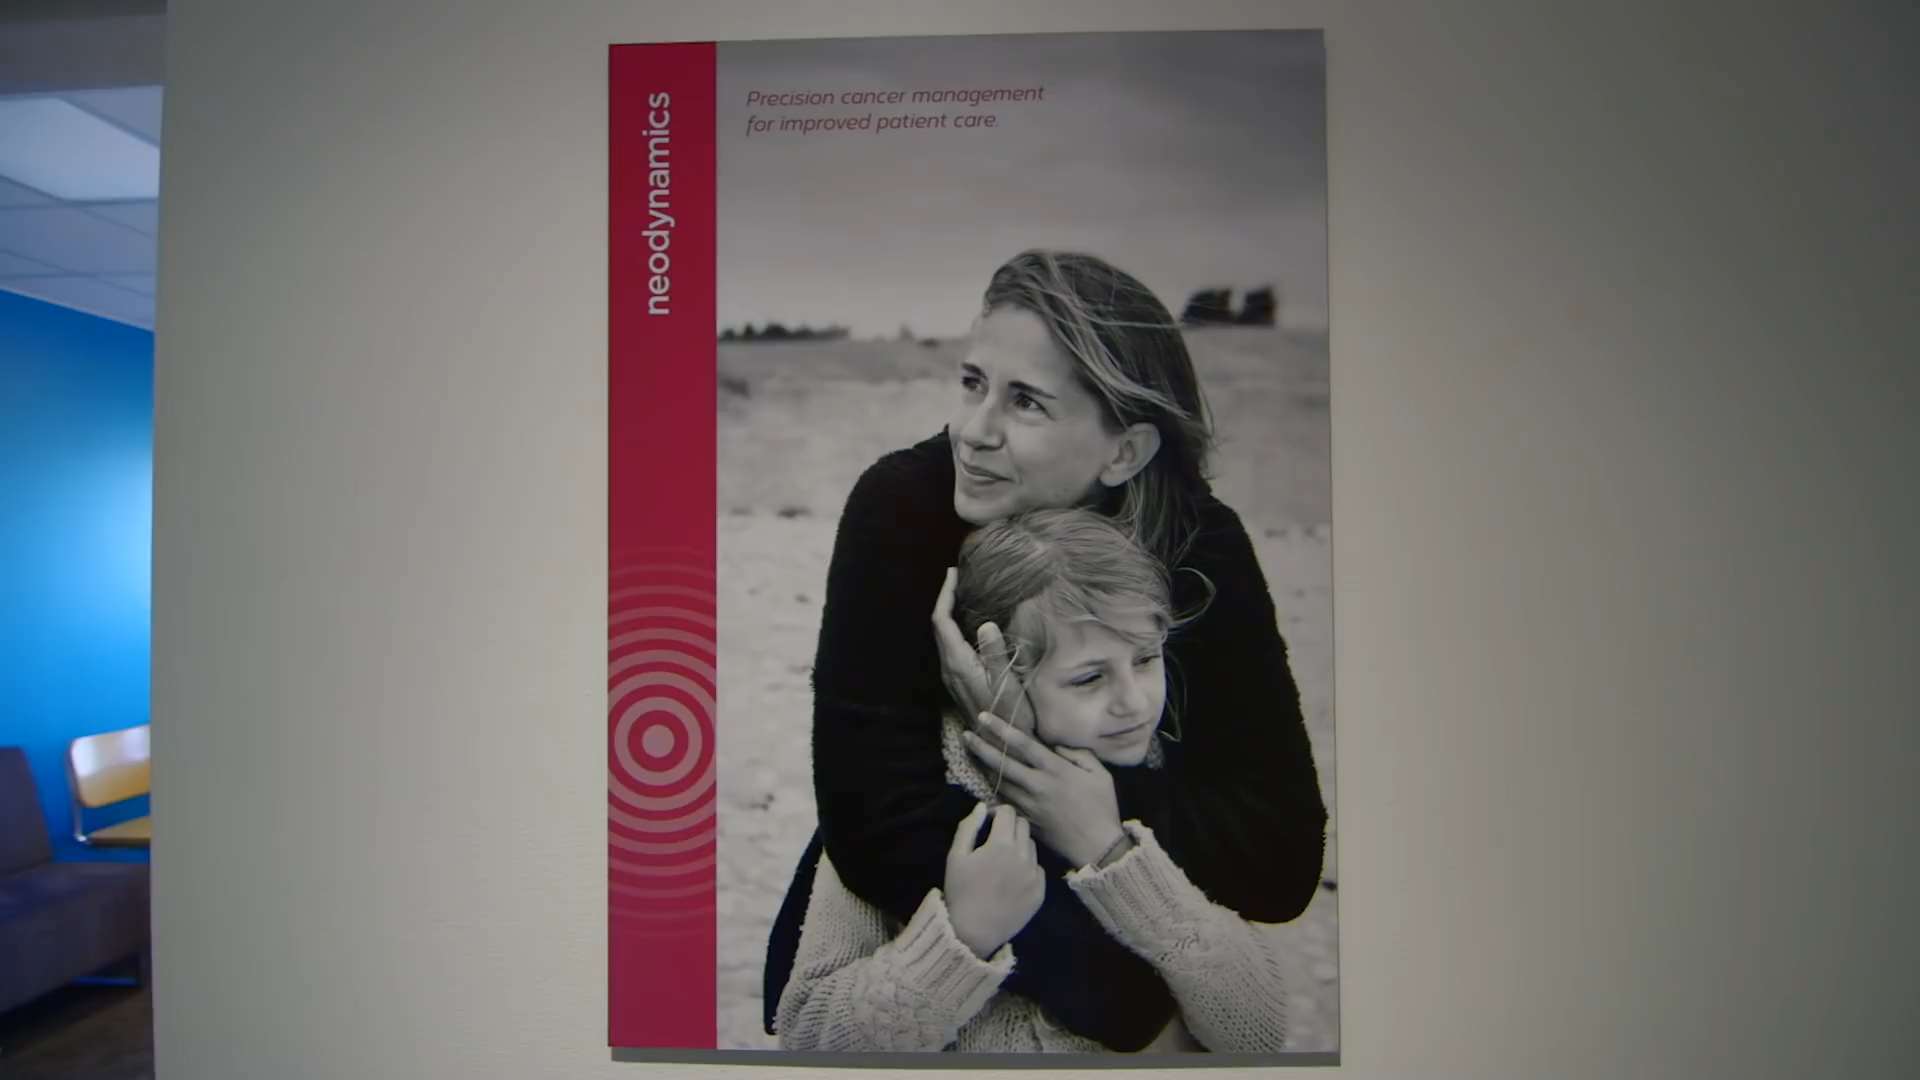 neodynamics
Precision cancer management
for improved patient care.